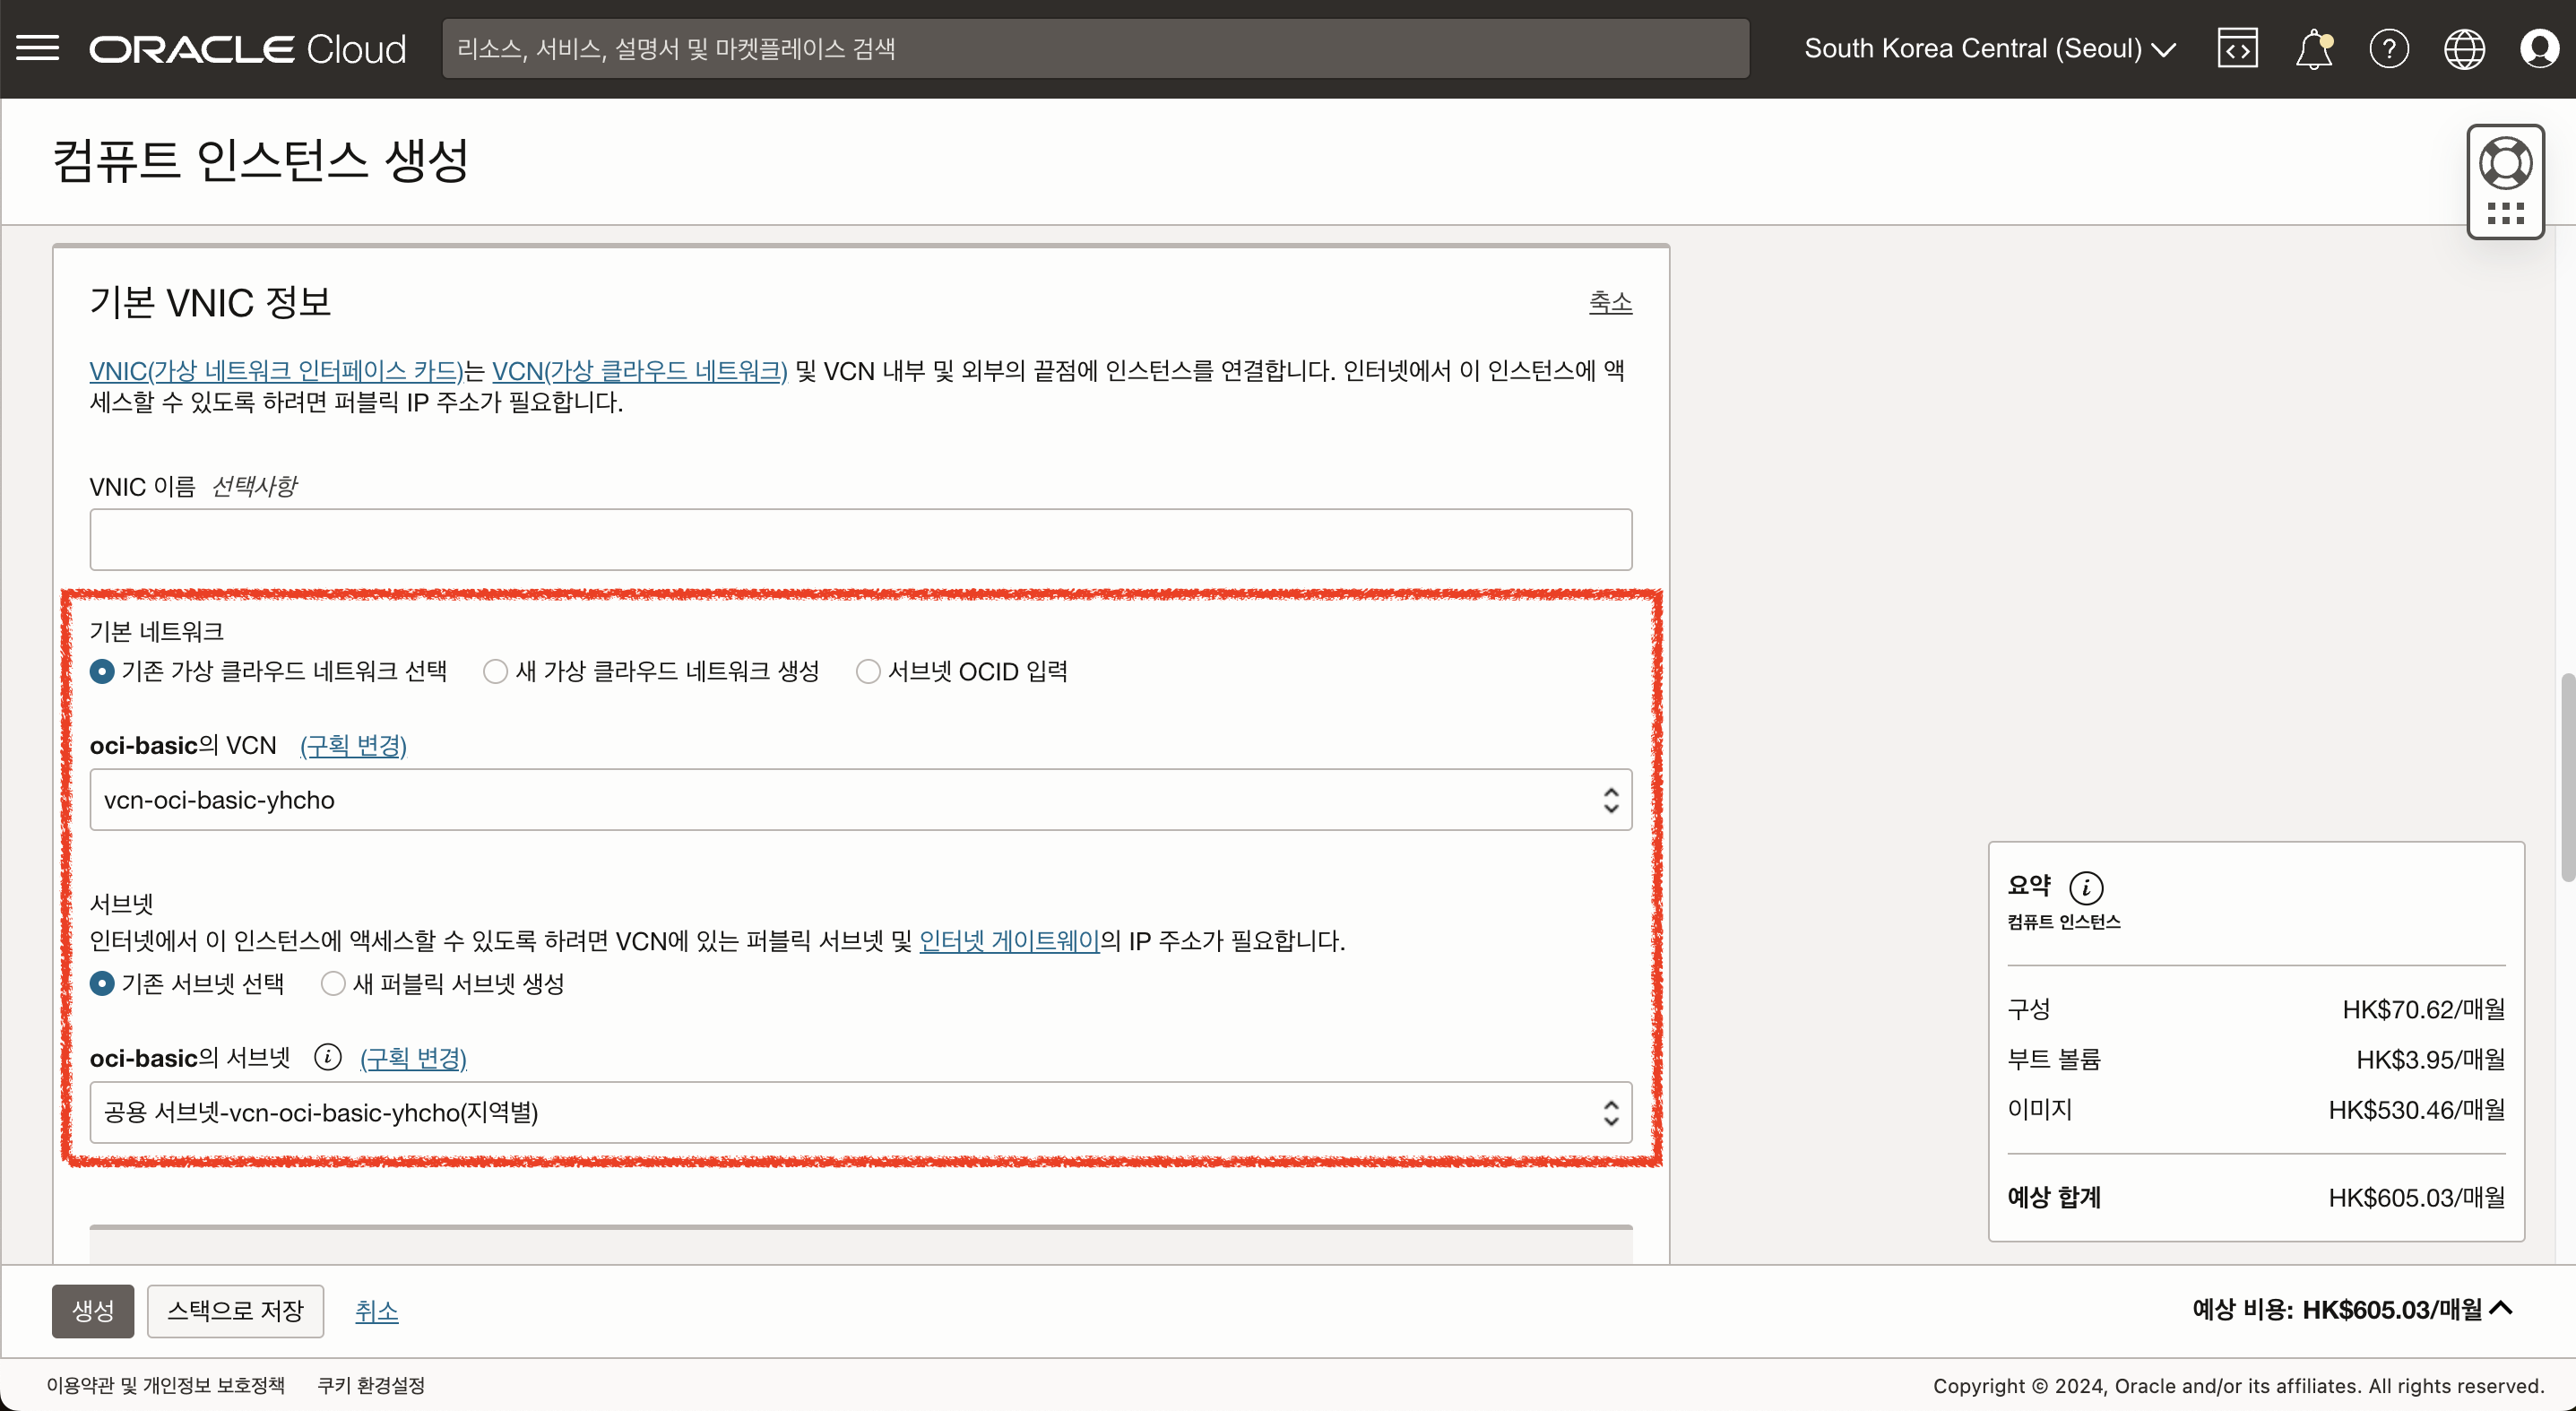 ORACLE Cloud
리소스, 서비스, 설명서 및 마켓플레이스 검색
South Korea Central (Seoul)
컴퓨트 인스턴스 생성
기본 VNIC 정보
축소
VNIC(가상 네트워크 인터페이스 카드)는 VCN(가상 클라우드 네트워크) 및 VCN 내부 및 외부의 끝점에 인스턴스를 연결합니다. 인터넷에서 이 인스턴스에 액
세스할 수 있도록 하려면 퍼블릭 IP 주소가 필요합니다.
VNIC 이름 선택사항
기본 네트워크
기존 가상 클라우드 네트워크 선택 새 가상 클라우드 네트워크 생성 서브넷 OCID 입력
oci-basic의 VCN (구획 변경)
vcn-oci-basic-yhcho
서브넷
인터넷에서 이 인스턴스에 액세스할 수 있도록 하려면 VCN에 있는 퍼블릭 서브넷 및 인터넷 게이트웨이의 IP 주소가 필요합니다.
기존 서브넷 선택 새 퍼블릭 서브넷 생성
oci-basic의 서브넷 (구획 변경)
공용 서브넷-vcn-oci-basic-yhcho(지역별)
요약
컴퓨트 인스턴스
구성 HK$70.62/매월
부트 볼륨 HK$3.95/매월
이미지 HK$530.46/매월
예상 합계 HK$605.03/매월
생성 스택으로 저장 취소
예상 비용: HK$605.03/매월
이용약관 및 개인정보 보호정책 쿠키 환경설정
Copyright © 2024, Oracle and/or its affiliates. All rights reserved.